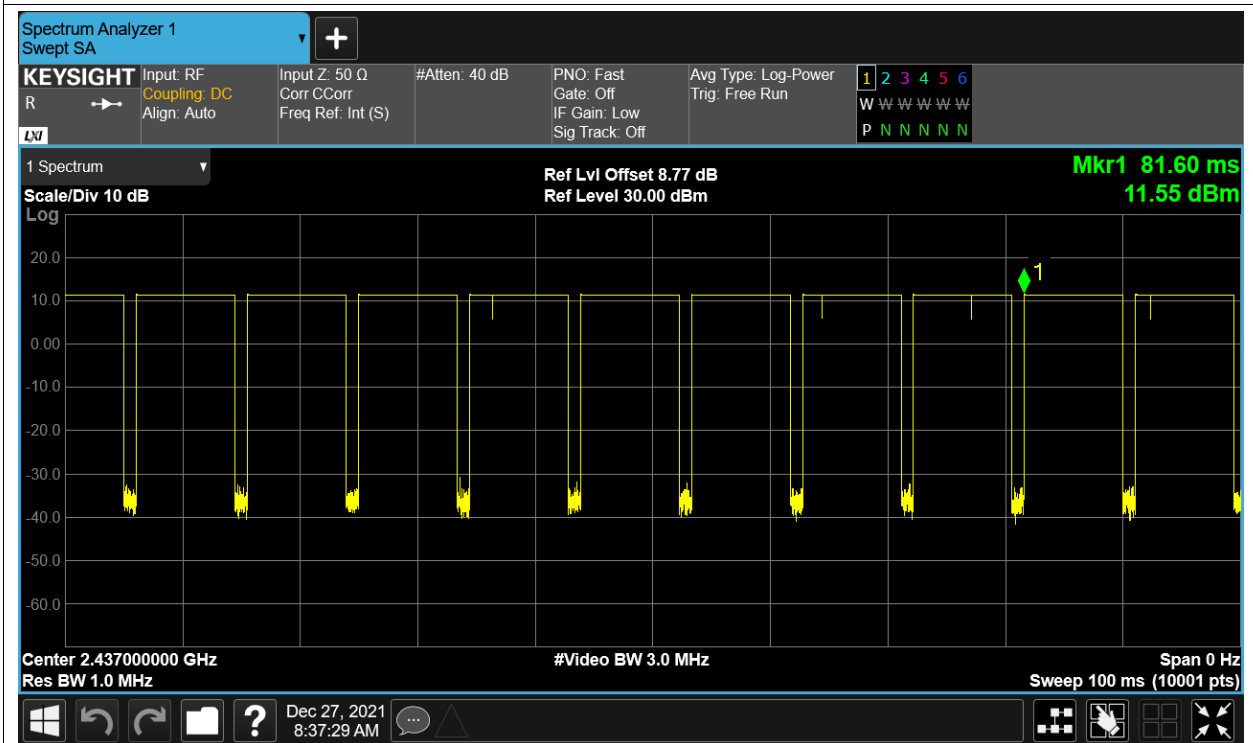 Spectrum Analyzer 1
Swept SA
KEYSIGHT
R
LXI
Input: RF
Coupling: DC
Align: Auto
Input Z: 50 Ω
Corr CCorr
Freq Ref: Int (S)
#Atten: 40 dB
PNO: Fast
Gate: Off
IF Gain: Low
Sig Track: Off
Avg Type: Log-Power
Trig: Free Run
1 2 3 4 5 6
W W W W W W
P N N N N N
1 Spectrum
Scale/Div 10 dB
Ref Lvl Offset 8.77 dB
Ref Level 30.00 dBm
Mkr1 81.60 ms
11.55 dBm
Log
20.0
10.0
0.00
-10.0
-20.0
-30.0
-40.0
-50.0
-60.0
1
Center 2.437000000 GHz
Res BW 1.0 MHz
#Video BW 3.0 MHz
Span 0 Hz
Sweep 100 ms (10001 pts)
?
Dec 27, 2021
8:37:29 AM